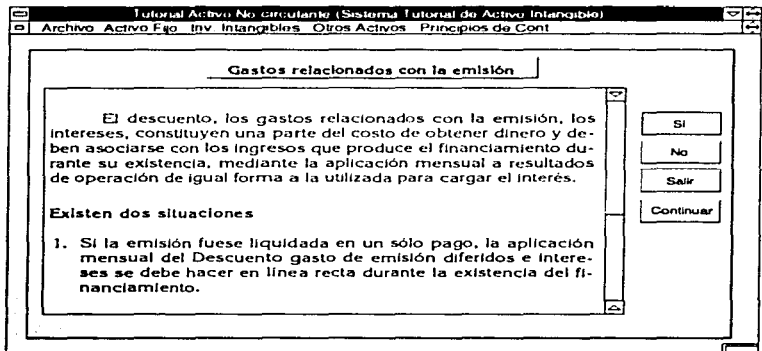 Tutorial Activo No circulante (Sistema Tutorial de Activo Intangible)
Archivo Activo Fijo Inv. Intangibles Otros Activos Principios de Cont
Gastos relacionados con la emisión
El descuento, los gastos relacionados con la emisión, los
intereses, constituyen una parte del costo de obtener dinero y de-
ben asociarse con los ingresos que produce el financiamiento du-
rante su existencia, mediante la aplicación mensual a resultados
de operación de igual forma a la utilizada para cargar el interés.
Existen dos situaciones
1. Si la emisión fuese liquidada en un sólo pago, la aplicación
mensual del Descuento gasto de emisión diferidos e intere-
ses se debe hacer en línea recta durante la existencia del fi-
nanciamiento.
Si
No
Salir
Continuar